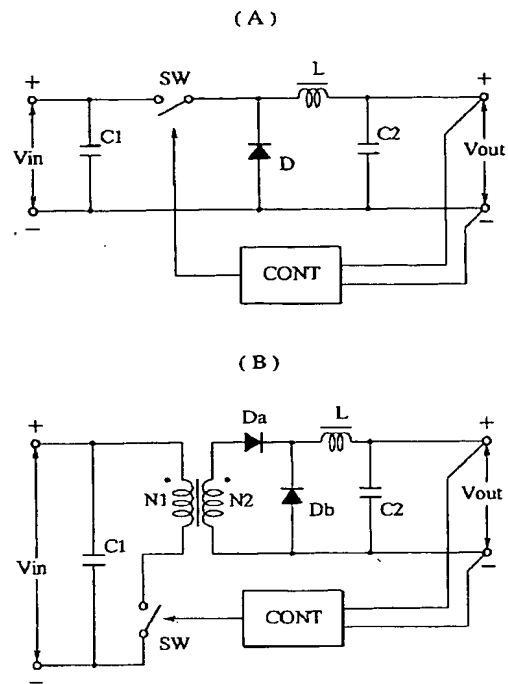 ( A )
+ SW L +
C1 C2
Vin D Vout
− −
CONT
( B )
+ Da L +
N1 N2 Db C2 Vout
C1
Vin −
CONT
SW
−